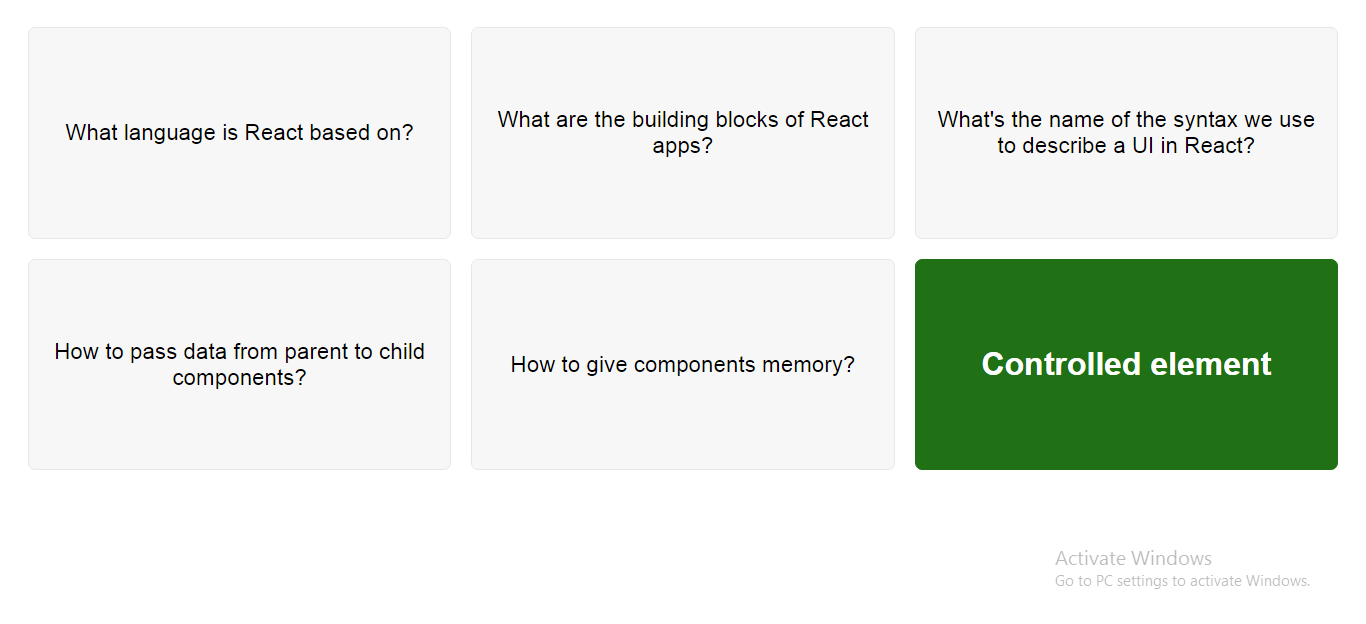 What language is React based on?
What are the building blocks of React
apps?
What's the name of the syntax we use
to describe a UI in React?
How to pass data from parent to child
components?
How to give components memory?
Controlled element
Activate Windows
Go to PC settings to activate Windows.